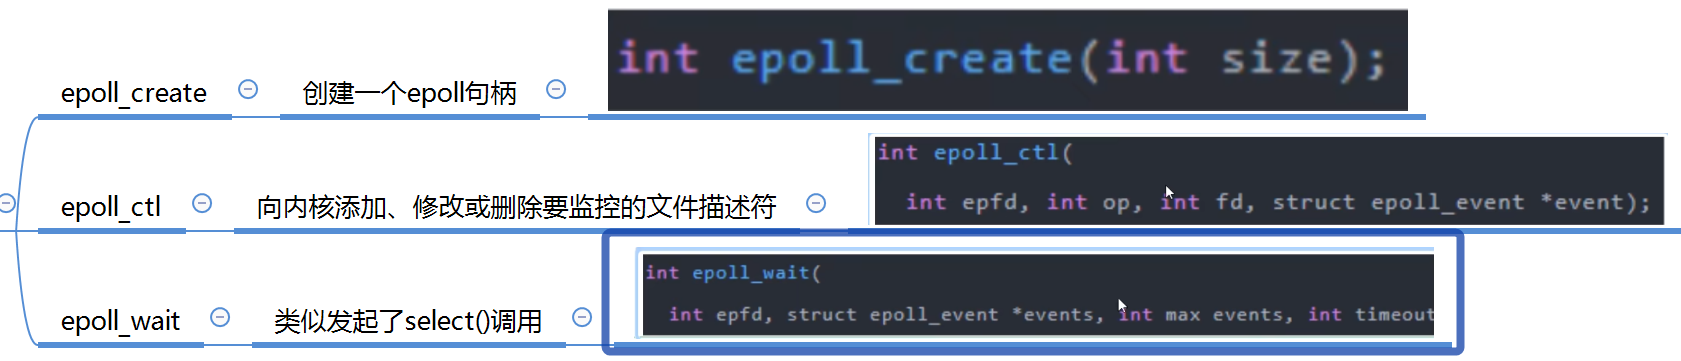 epoll_create
创建一个epoll句柄
int epoll_create(int size);
epoll_ctl
向内核添加、修改或删除要监控的文件描述符
int epoll_ctl(
int epfd, int op, int fd, struct epoll_event *event);
epoll_wait
类似发起了select()调用
int epoll_wait(
int epfd, struct epoll_event *events, int max events, int timeout